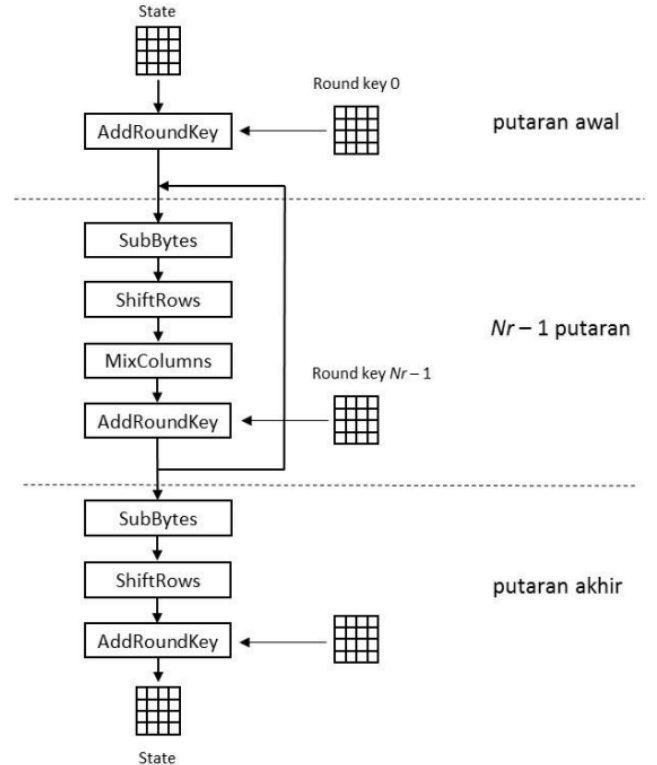 State
Round key 0
AddRoundKey
putaran awal
SubBytes
ShiftRows
Nr – 1 putaran
MixColumns
Round key Nr – 1
AddRoundKey
SubBytes
ShiftRows
putaran akhir
AddRoundKey
State